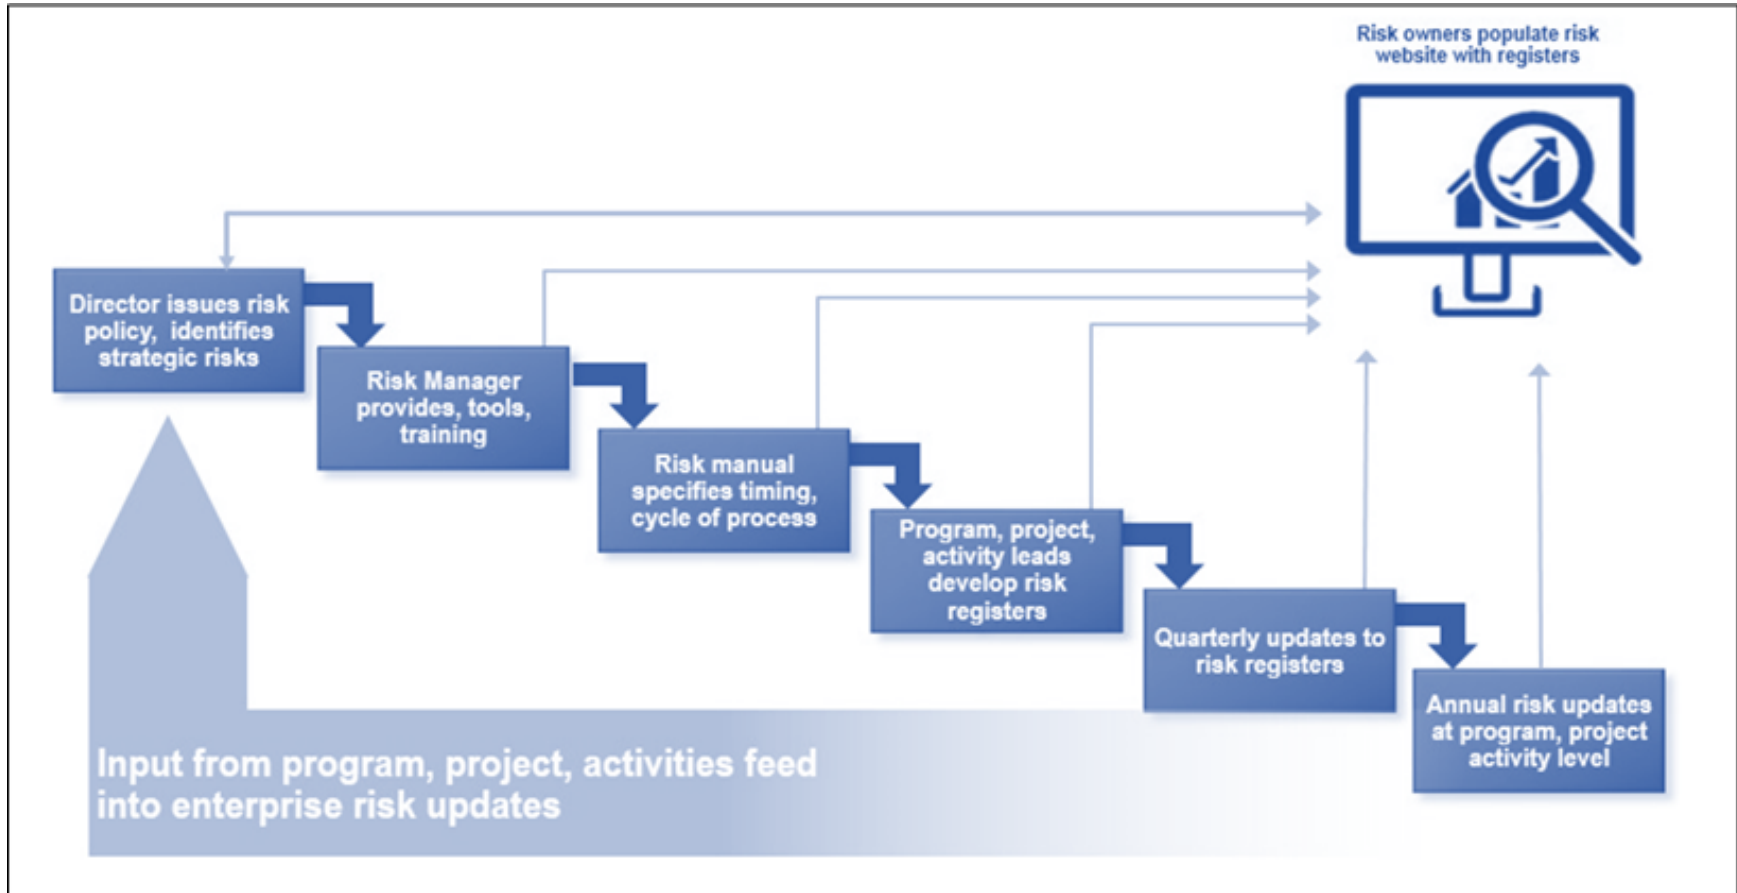 Risk owners populate risk
website with registers
Director issues risk
policy, identifies
strategic risks
Risk Manager
provides, tools,
training
Risk manual
specifies timing,
cycle of process
Program, project,
activity leads
develop risk
registers
Quarterly updates to
risk registers
Annual risk updates
at program, project
activity level
Input from program, project, activities feed
into enterprise risk updates